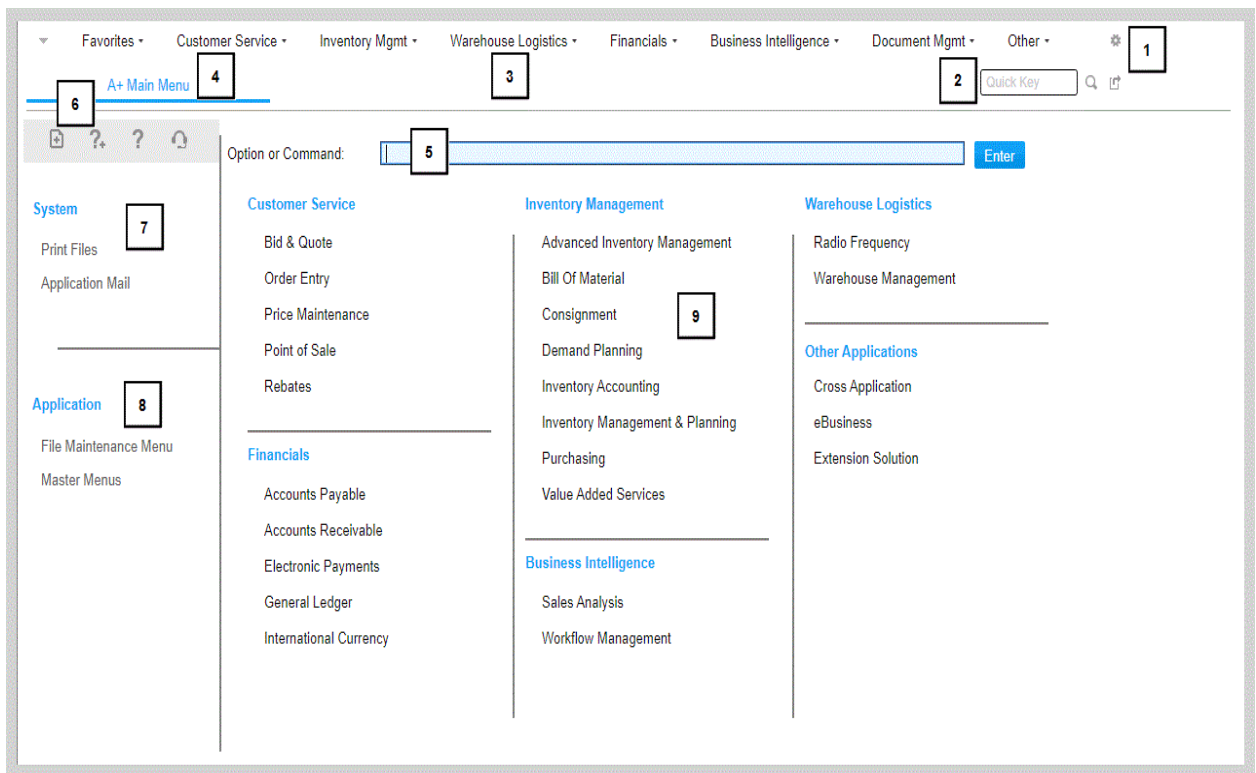 Favorites Customer Service Inventory Mgmt Warehouse Logistics Financials Business Intelligence Document Mgmt Other
1
A+ Main Menu
4
3
2
Quick Key
6
? + ?
Option or Command:
5
Enter
System
7
Print Files
Application Mail
Application
8
File Maintenance Menu
Master Menus
Customer Service
Bid & Quote
Order Entry
Price Maintenance
Point of Sale
Rebates
Financials
Accounts Payable
Accounts Receivable
Electronic Payments
General Ledger
International Currency
Inventory Management
Advanced Inventory Management
Bill Of Material
Consignment
9
Demand Planning
Inventory Accounting
Inventory Management & Planning
Purchasing
Value Added Services
Business Intelligence
Sales Analysis
Workflow Management
Warehouse Logistics
Radio Frequency
Warehouse Management
Other Applications
Cross Application
eBusiness
Extension Solution